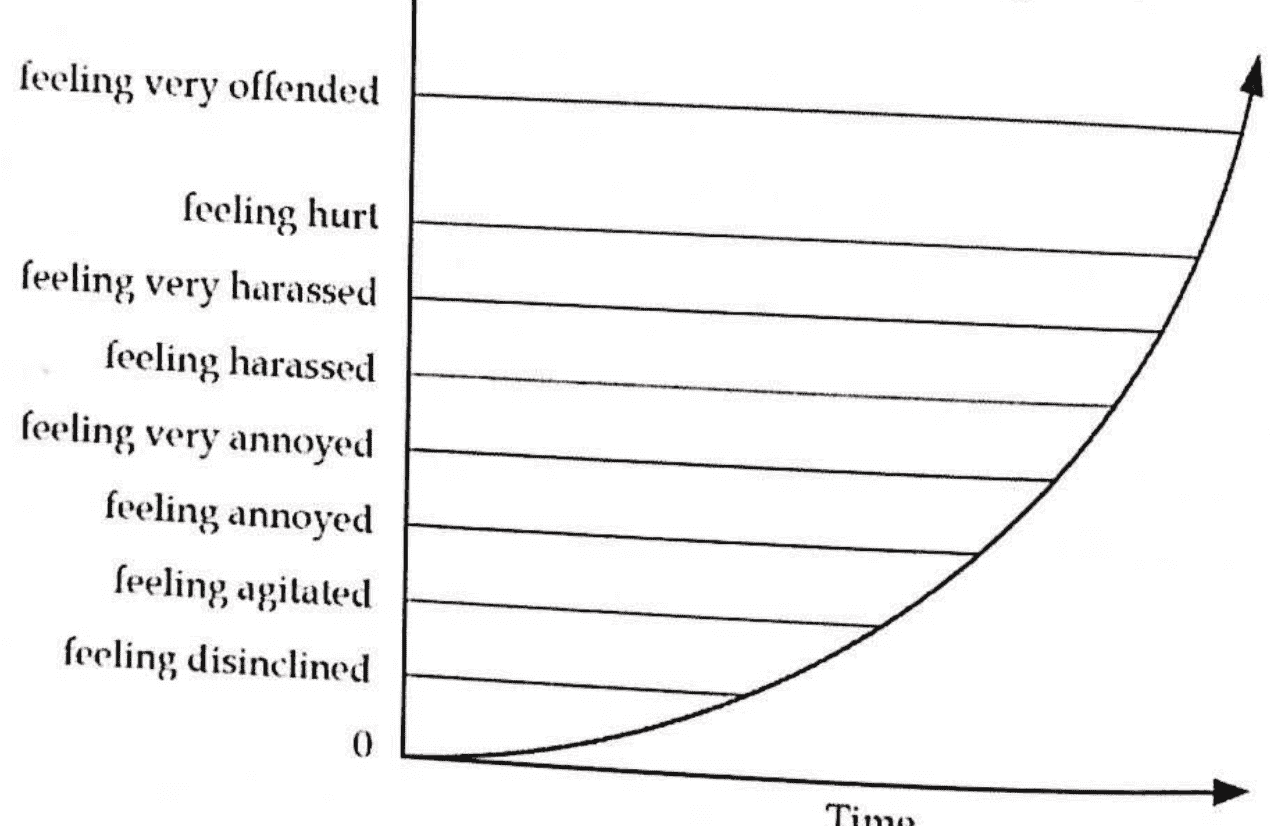 feeling very offended
feeling hurt
feeling very harassed
feeling harassed
feeling very annoyed
feeling annoyed
feeling agitated
feeling disinclined
0
Time